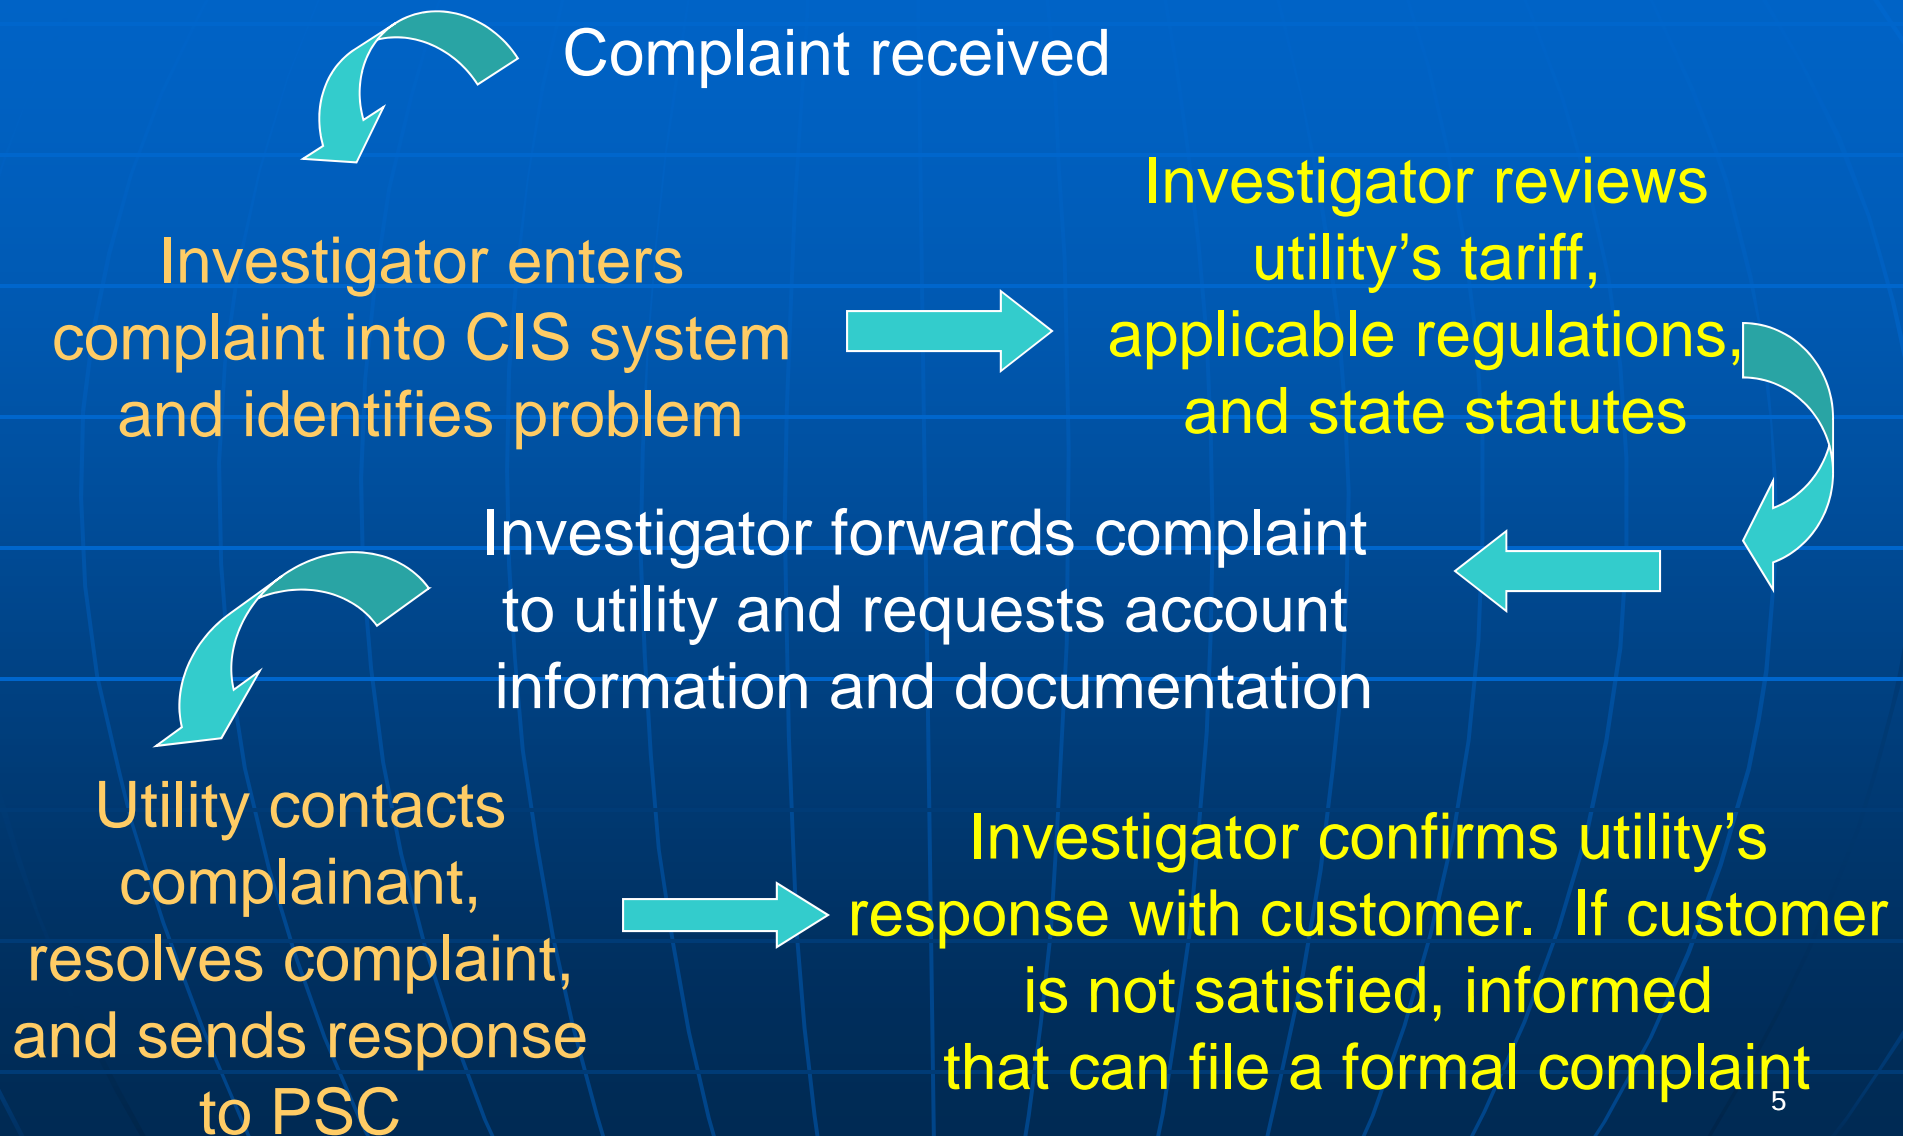 Complaint received
Investigator enters
complaint into CIS system
and identifies problem
Investigator reviews
utility’s tariff,
applicable regulations,
and state statutes
Investigator forwards complaint
to utility and requests account
information and documentation
Utility contacts
complainant,
resolves complaint,
and sends response
to PSC
Investigator confirms utility’s
response with customer.  If customer
is not satisfied, informed
that can file a formal complaint
5